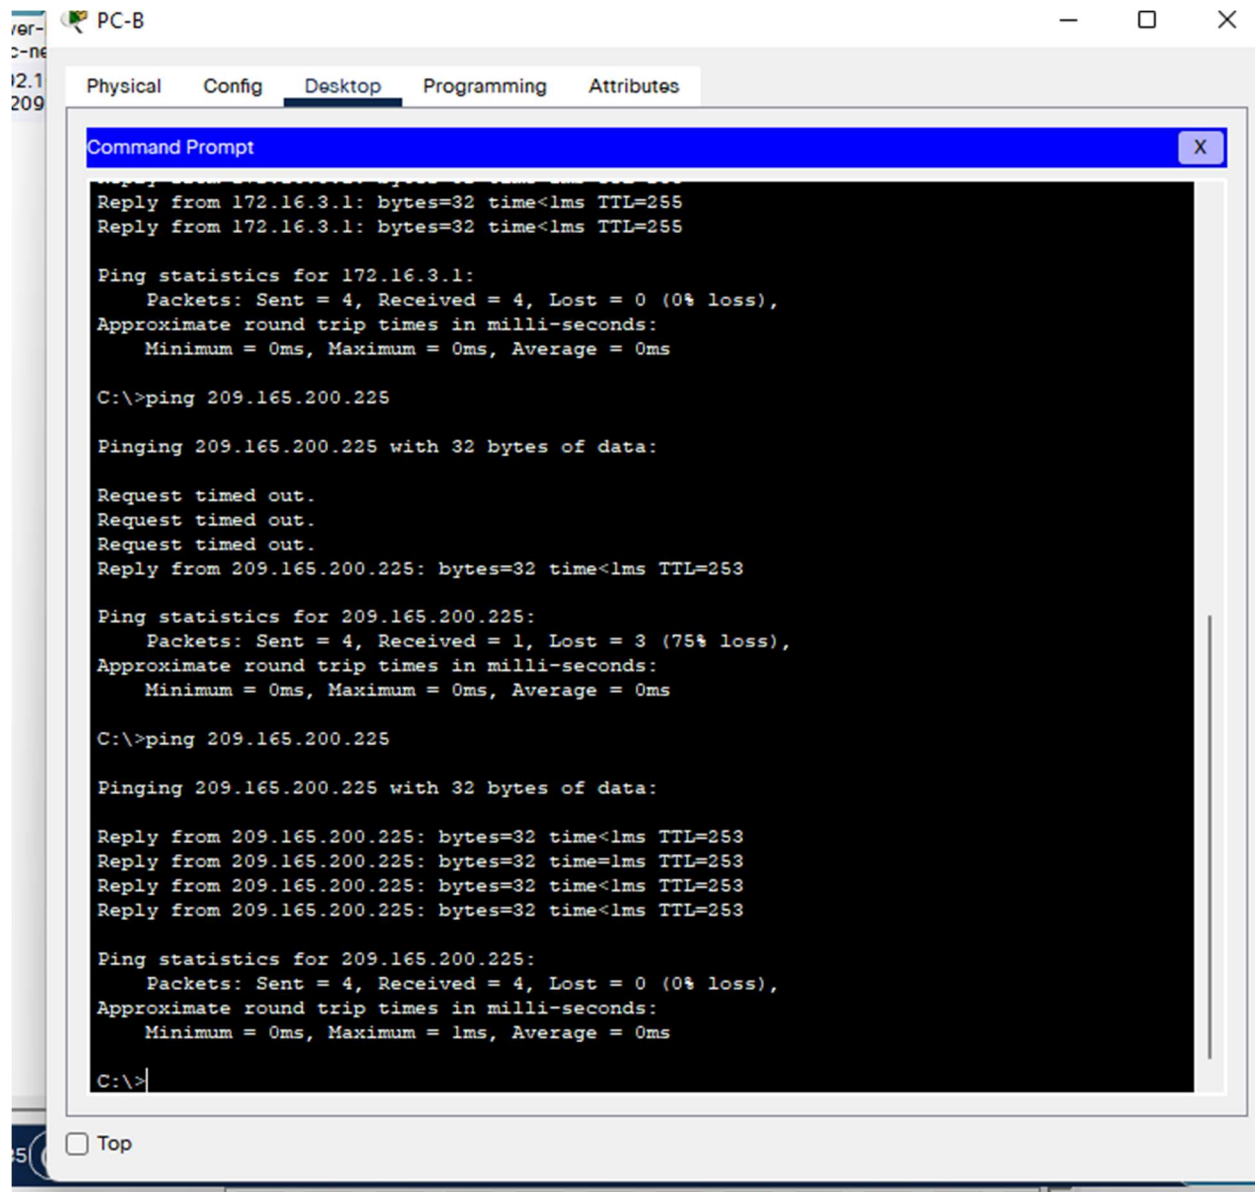 PC-B
Physical Config Desktop Programming Attributes
Command Prompt
X
Reply from 172.16.3.1: bytes=32 time<1ms TTL=255
Reply from 172.16.3.1: bytes=32 time<1ms TTL=255
Ping statistics for 172.16.3.1:
Packets: Sent = 4, Received = 4, Lost = 0 (0% loss),
Approximate round trip times in milli-seconds:
Minimum = 0ms, Maximum = 0ms, Average = 0ms
C:\>ping 209.165.200.225
Pinging 209.165.200.225 with 32 bytes of data:
Request timed out.
Request timed out.
Request timed out.
Reply from 209.165.200.225: bytes=32 time<1ms TTL=253
Ping statistics for 209.165.200.225:
Packets: Sent = 4, Received = 1, Lost = 3 (75% loss),
Approximate round trip times in milli-seconds:
Minimum = 0ms, Maximum = 0ms, Average = 0ms
C:\>ping 209.165.200.225
Pinging 209.165.200.225 with 32 bytes of data:
Reply from 209.165.200.225: bytes=32 time<1ms TTL=253
Reply from 209.165.200.225: bytes=32 time=1ms TTL=253
Reply from 209.165.200.225: bytes=32 time<1ms TTL=253
Reply from 209.165.200.225: bytes=32 time<1ms TTL=253
Ping statistics for 209.165.200.225:
Packets: Sent = 4, Received = 4, Lost = 0 (0% loss),
Approximate round trip times in milli-seconds:
Minimum = 0ms, Maximum = 1ms, Average = 0ms
C:\>
Top